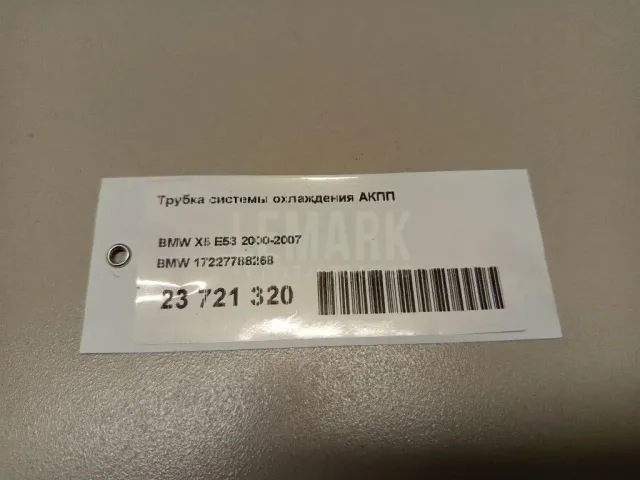 Трубка системы охлаждения АКПП
LEMARK
BMW X5 E53 2000-2007
BMW 17227788268
23 721 320